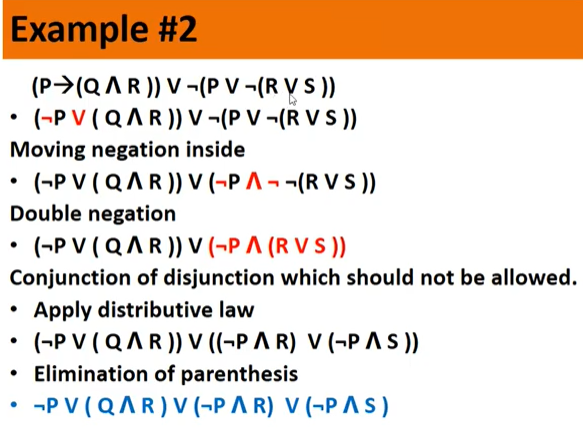 Example #2
(P→(Q Λ R )) V ¬(P V ¬(R V S ))
• (¬P V ( Q Λ R )) V ¬(P V ¬(R V S ))
Moving negation inside
• (¬P V ( Q Λ R )) V (¬P Λ ¬ ¬(R V S ))
Double negation
• (¬P V ( Q Λ R )) V (¬P Λ (R V S ))
Conjunction of disjunction which should not be allowed.
• Apply distributive law
• (¬P V ( Q Λ R )) V ((¬P Λ R) V (¬P Λ S ))
• Elimination of parenthesis
• ¬P V ( Q Λ R ) V (¬P Λ R) V (¬P Λ S )